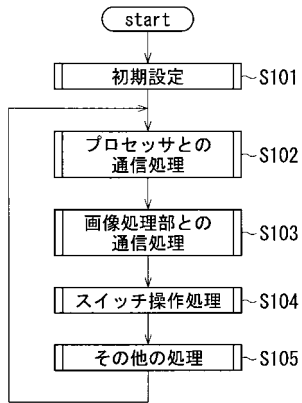 start
初期設定
S101
プロセッサとの
通信処理
S102
画像処理部との
通信処理
S103
スイッチ操作処理
S104
その他の処理
S105